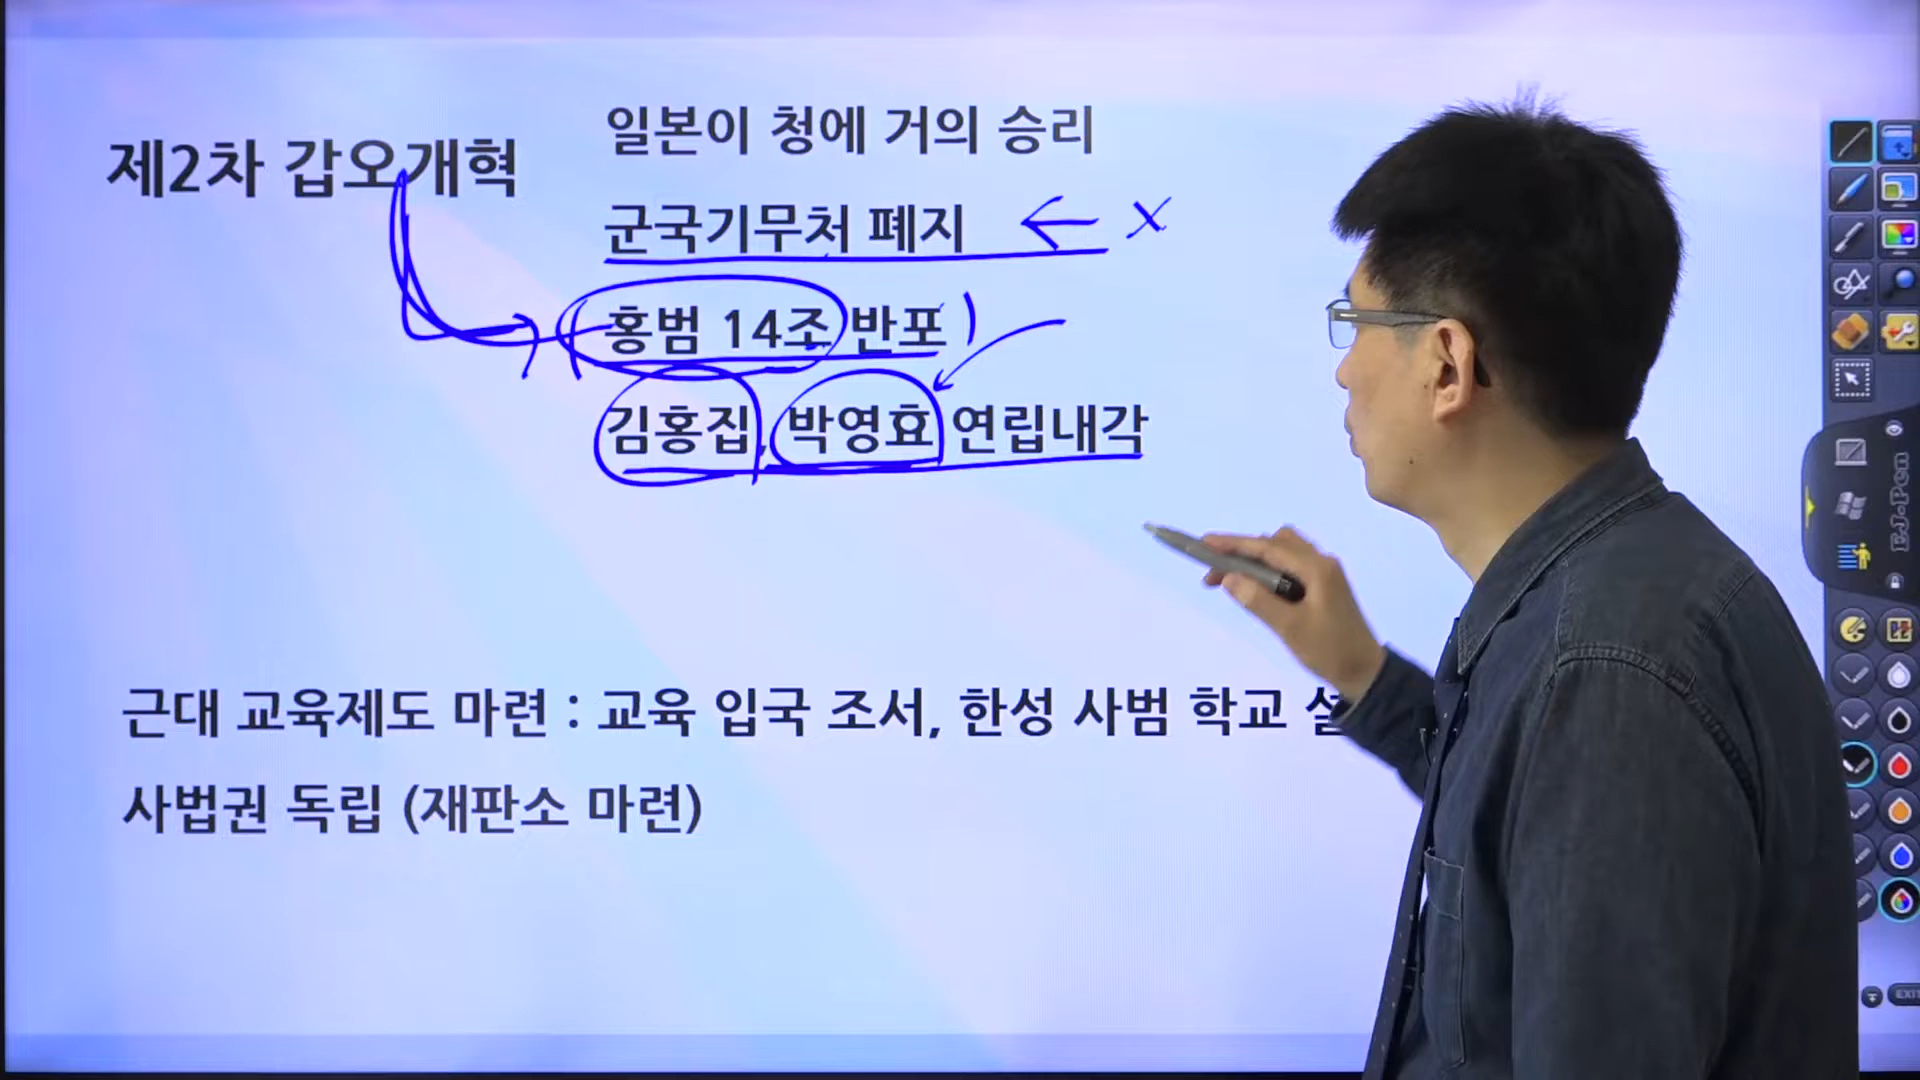 제2차 갑오개혁
일본이 청에 거의 승리
군국기무처 폐지 ← X
홍범 14조 반포
김홍집, 박영효 연립내각
근대 교육제도 마련 : 교육 입국 조서, 한성 사범 학교
사법권 독립 (재판소 마련)
EJ-Pen
EXIT